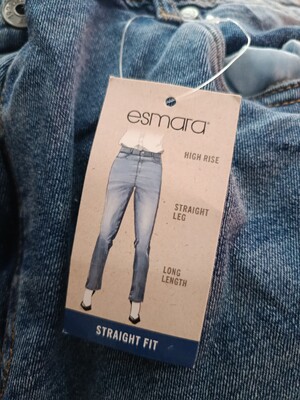 esmara®
HIGH RISE
STRAIGHT
LEG
LONG
LENGTH
STRAIGHT FIT